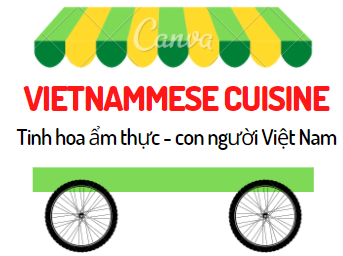 Canva
VIETNAMMESE CUISINE
Tinh hoa ẩm thực - con người Việt Nam